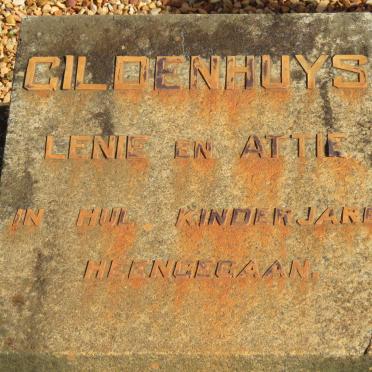 GILDENHUYS
LENIE EN ATTIE
IN HUL KINDERJARE
HEENGEGAAN.